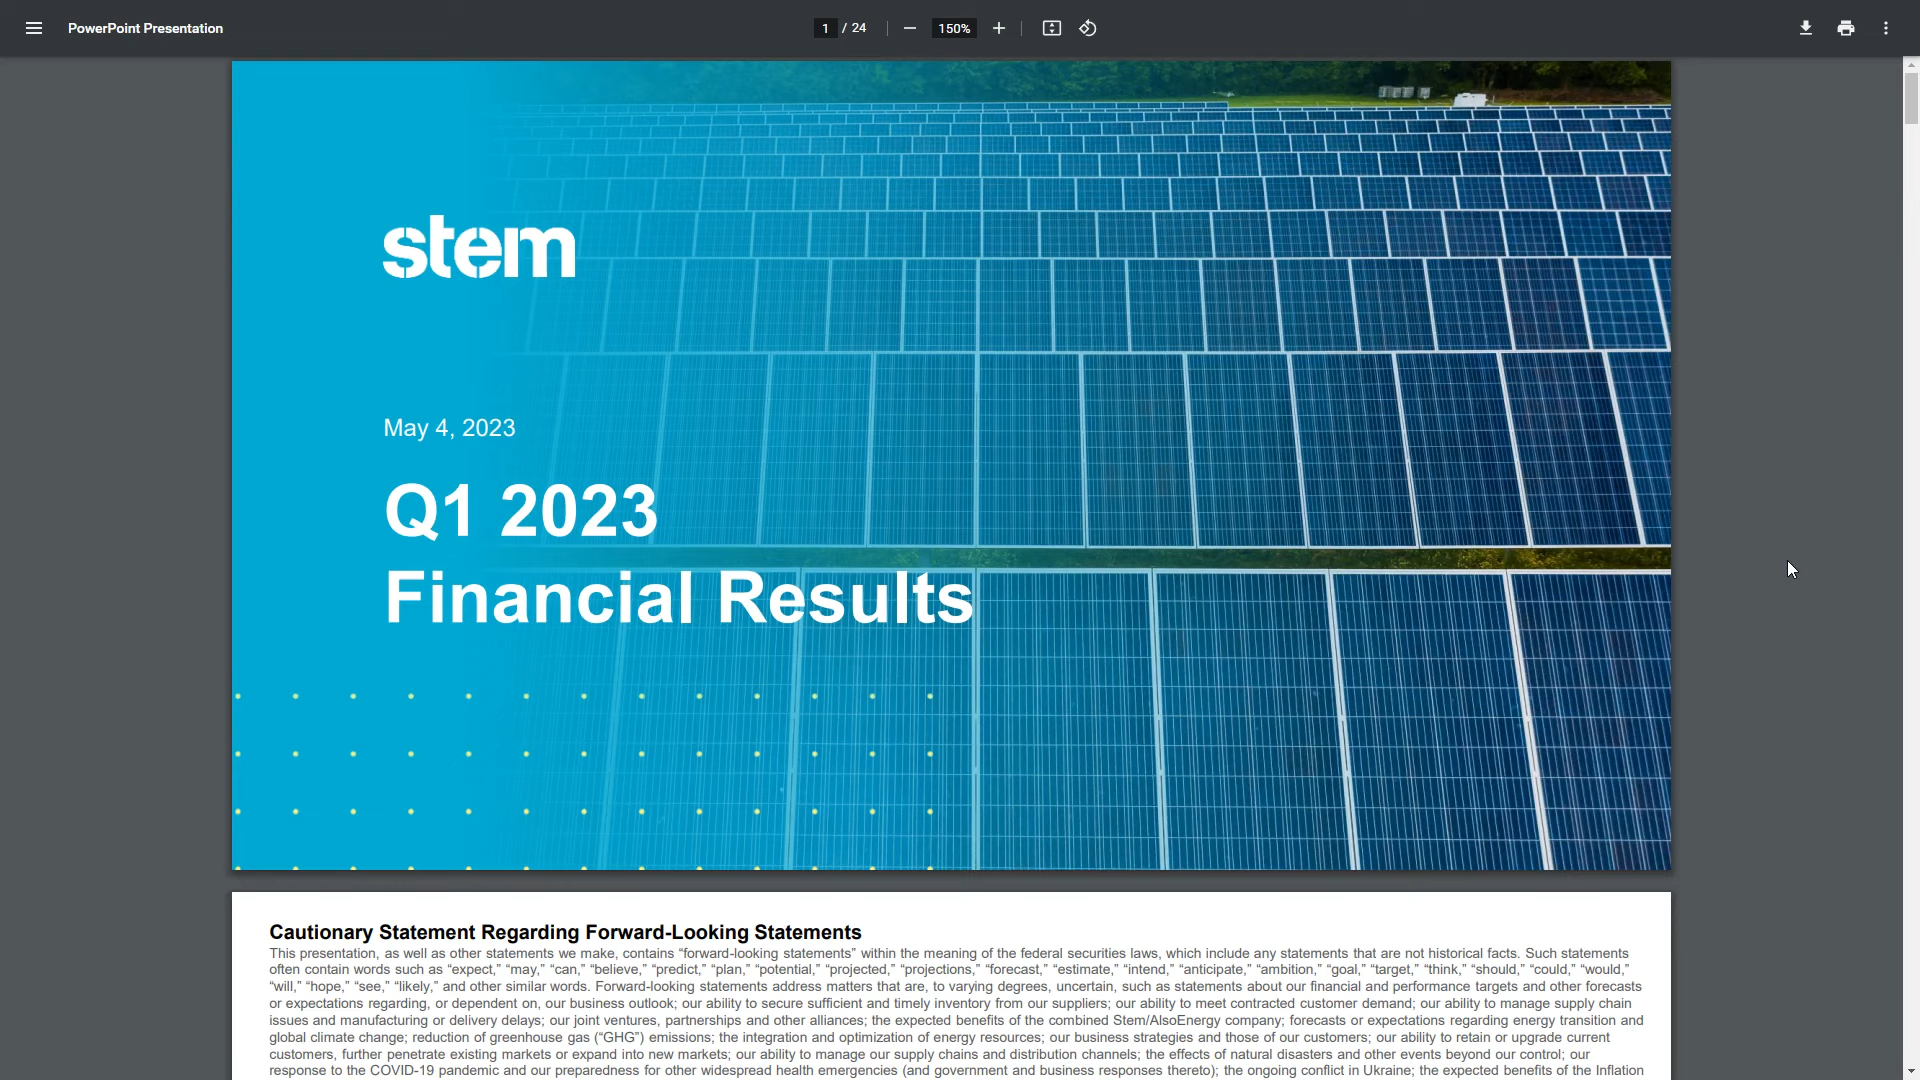 PowerPoint Presentation
1 / 24
150%
stem
May 4, 2023
Q1 2023
Financial Results
Cautionary Statement Regarding Forward-Looking Statements
This presentation, as well as other statements we make, contains “forward-looking statements” within the meaning of the federal securities laws, which include any statements that are not historical facts. Such statements
often contain words such as “expect,” “may,” “can,” “believe,” “predict,” “plan,” “potential,” “projected,” “projections,” “forecast,” “estimate,” “intend,” “anticipate,” “ambition,” “goal,” “target,” “think,” “should,” “could,” “would,”
“will,” “hope,” “see,” “likely,” and other similar words. Forward-looking statements address matters that are, to varying degrees, uncertain, such as statements about our financial and performance targets and other forecasts
or expectations regarding, or dependent on, our business outlook; our ability to secure sufficient and timely inventory from our suppliers; our ability to meet contracted customer demand; our ability to manage supply chain
issues and manufacturing or delivery delays; our joint ventures, partnerships and other alliances; the expected benefits of the combined Stem/AlsoEnergy company; forecasts or expectations regarding energy transition and
global climate change; reduction of greenhouse gas (“GHG”) emissions; the integration and optimization of energy resources; our business strategies and those of our customers; our ability to retain or upgrade current
customers, further penetrate existing markets or expand into new markets; our ability to manage our supply chains and distribution channels; the effects of natural disasters and other events beyond our control; our
response to the COVID-19 pandemic and our preparedness for other widespread health emergencies (and government and business responses thereto); the ongoing conflict in Ukraine; the expected benefits of the Inflation